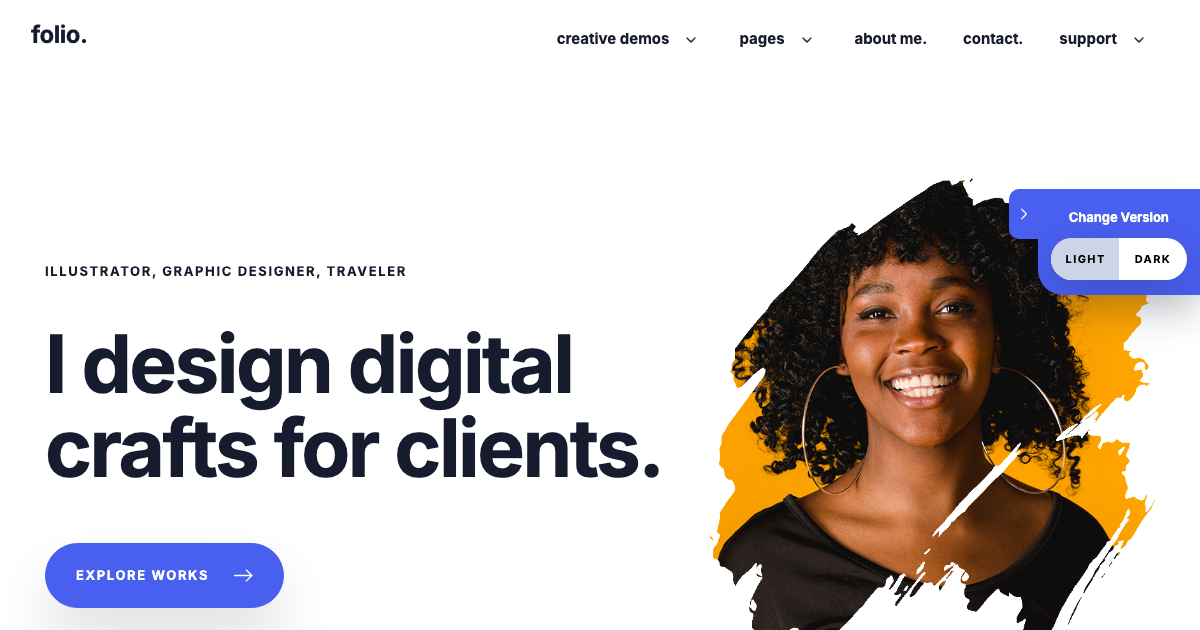 folio.
creative demos
pages
about me.
contact.
support
Change Version
LIGHT
DARK
ILLUSTRATOR, GRAPHIC DESIGNER, TRAVELER
I design digital
crafts for clients.
EXPLORE WORKS